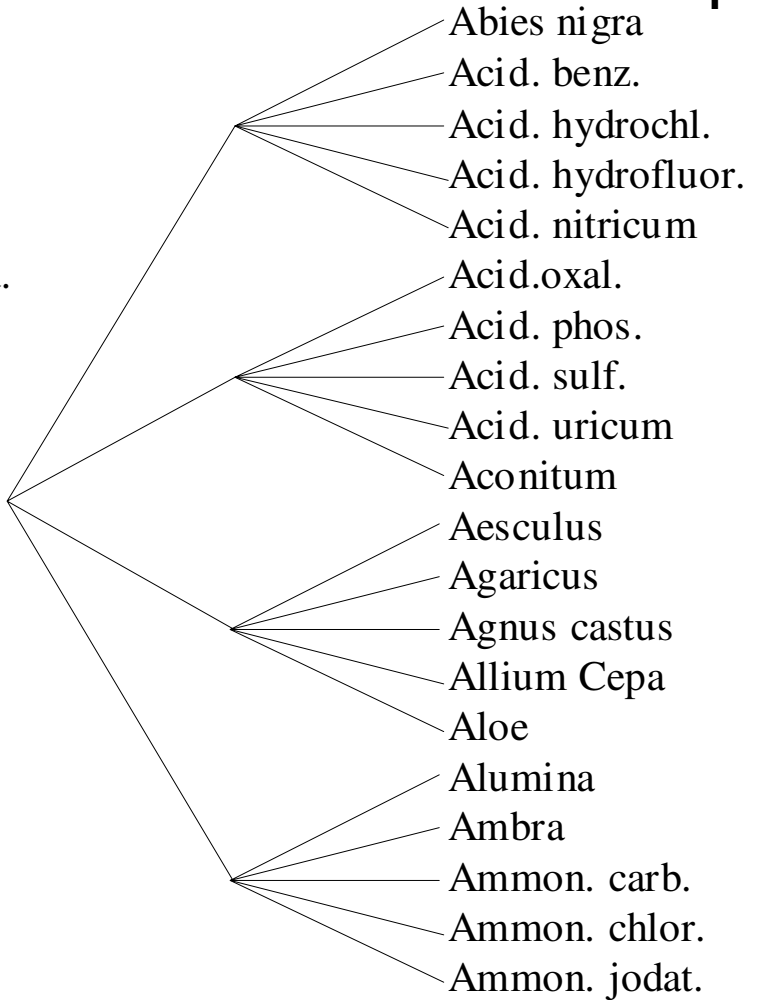 Abies nigra
Acid. benz.
Acid. hydrochl.
Acid. hydrofluor.
Acid. nitricum
Acid.oxal.
Acid. phos.
Acid. sulf.
Acid. uricum
Aconitum
Aesculus
Agaricus
Agnus castus
Allium Cepa
Aloe
Alumina
Ambra
Ammon. carb.
Ammon. chlor.
Ammon. jodat.